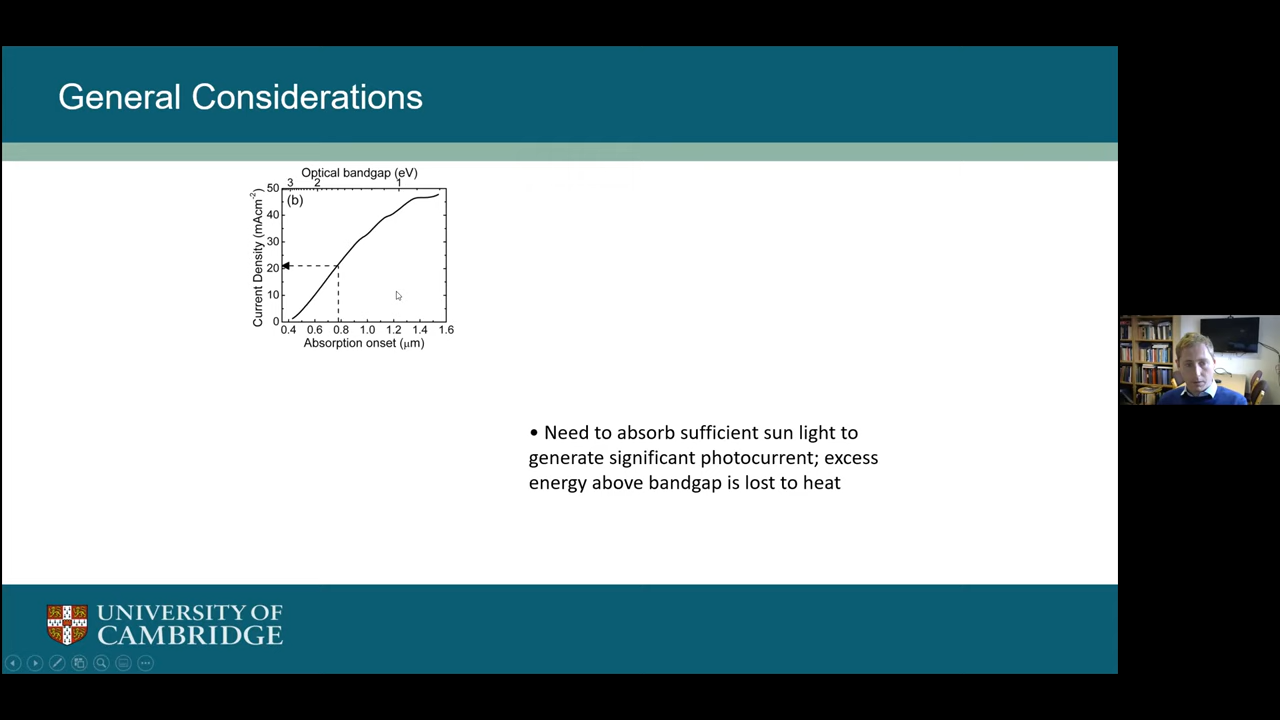 General Considerations
Optical bandgap (eV)
3 2 1
(b)
50
40
30
20
10
0
Current Density (mAcm-2)
0.4 0.6 0.8 1.0 1.2 1.4 1.6
Absorption onset (μm)
• Need to absorb sufficient sun light to
generate significant photocurrent; excess
energy above bandgap is lost to heat
UNIVERSITY OF
CAMBRIDGE